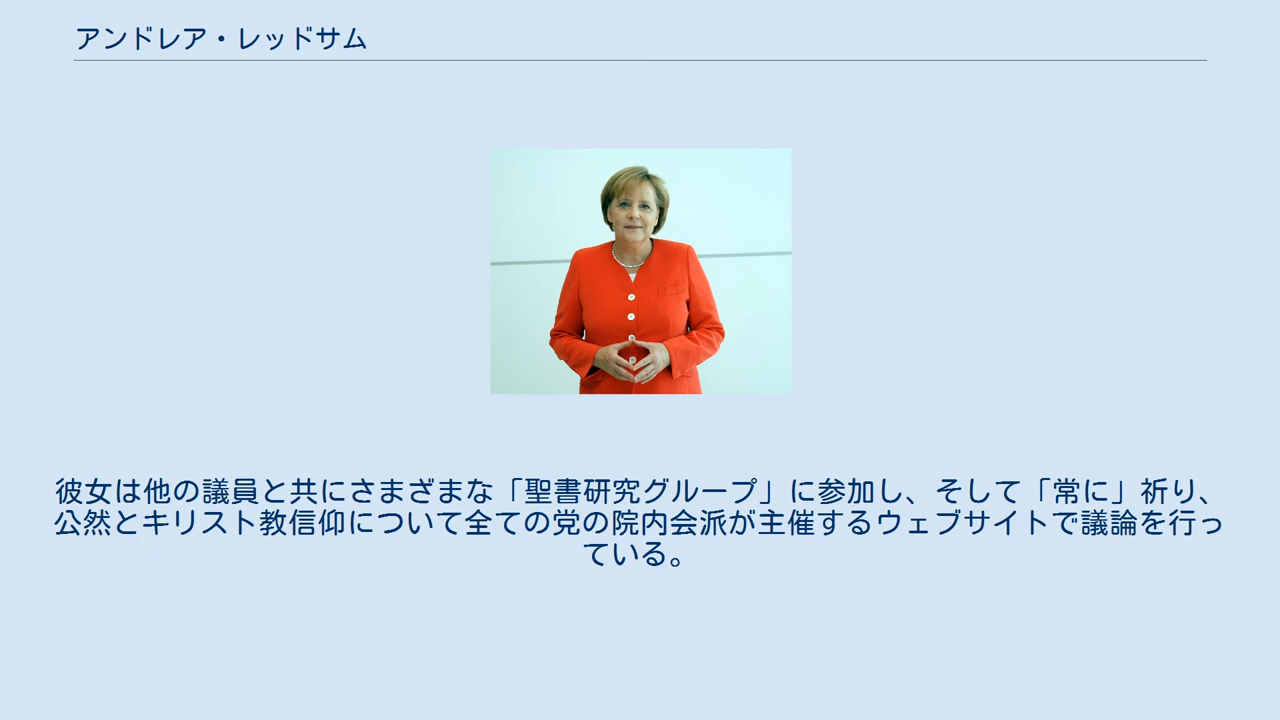 アンドレア・レッドサム
彼女は他の議員と共にさまざまな「聖書研究グループ」に参加し、そして「常に」祈り、
公然とキリスト教信仰について全ての党の院内会派が主催するウェブサイトで議論を行っ
ている。